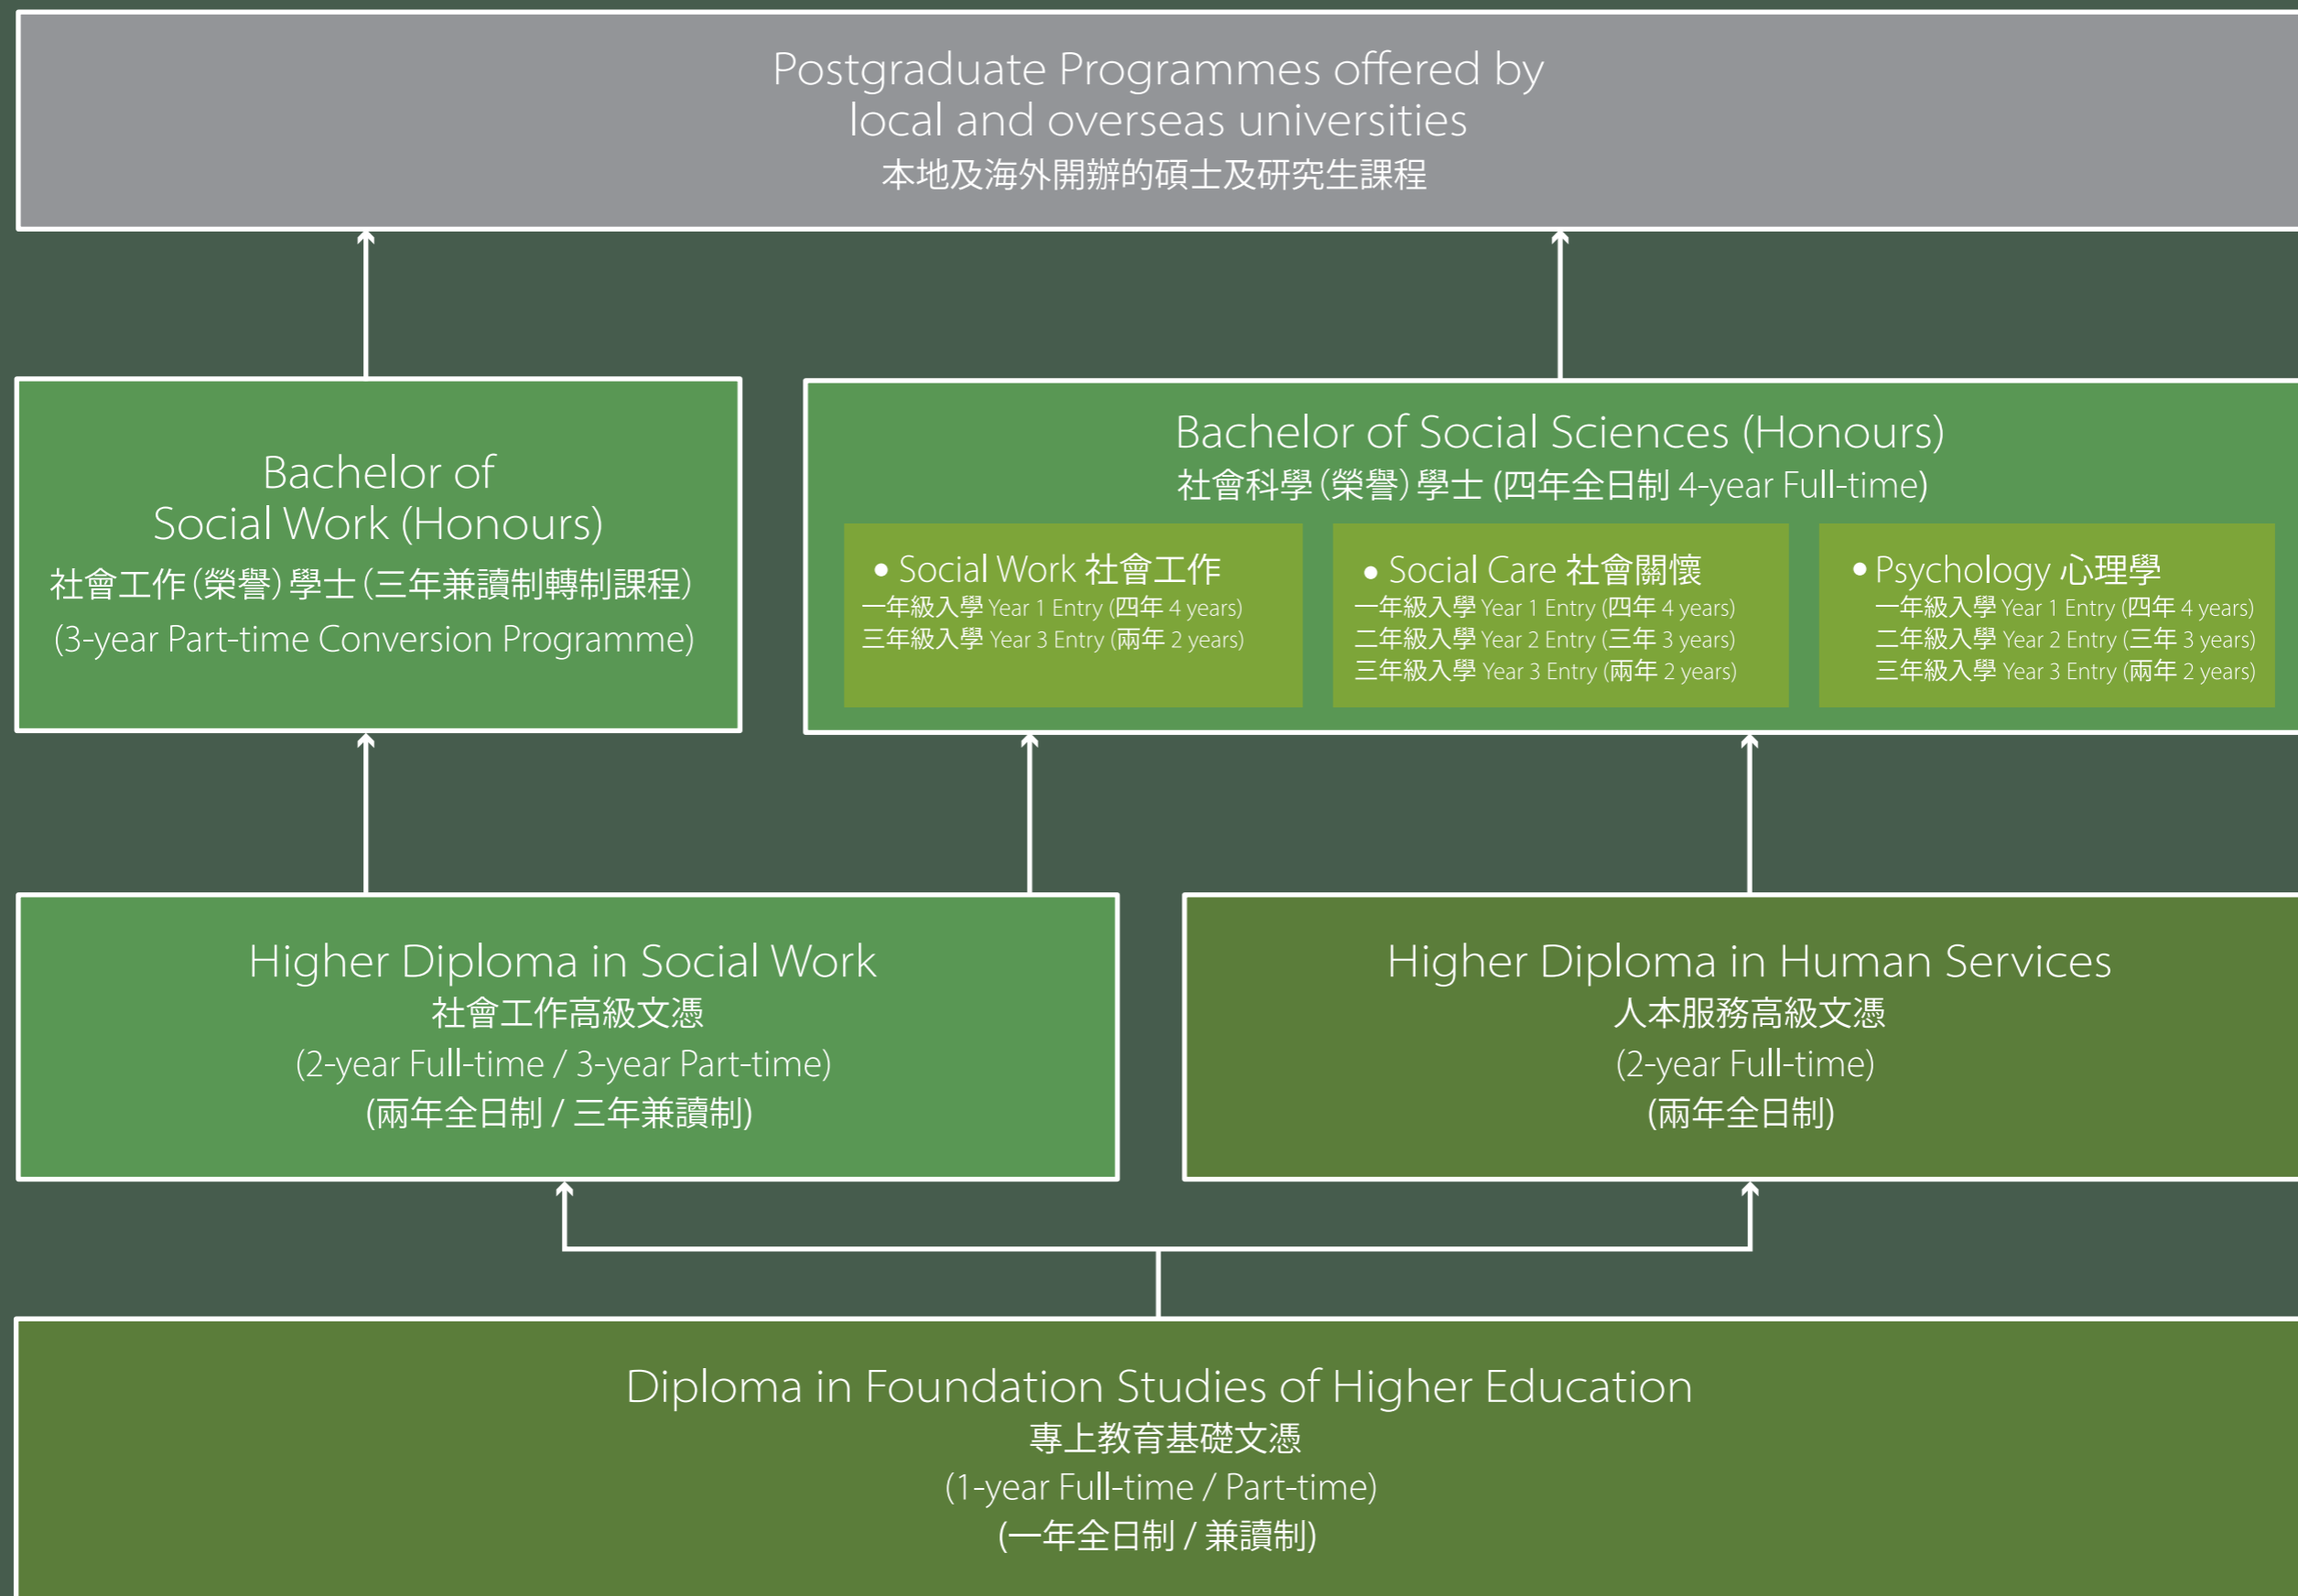 Postgraduate Programmes offered by
local and overseas universities
本地及海外開辦的碩士及研究生課程
Bachelor of
Social Work (Honours)
社會工作（榮譽）學士（三年兼讀制轉制課程）
(3-year Part-time Conversion Programme)
Bachelor of Social Sciences (Honours)
社會科學（榮譽）學士 (四年全日制 4-year Full-time)
• Social Work 社會工作
一年級入學 Year 1 Entry (四年 4 years)
三年級入學 Year 3 Entry (兩年 2 years)
• Social Care 社會關懷
一年級入學 Year 1 Entry (四年 4 years)
二年級入學 Year 2 Entry (三年 3 years)
三年級入學 Year 3 Entry (兩年 2 years)
• Psychology 心理學
一年級入學 Year 1 Entry (四年 4 years)
二年級入學 Year 2 Entry (三年 3 years)
三年級入學 Year 3 Entry (兩年 2 years)
Higher Diploma in Social Work
社會工作高級文憑
(2-year Full-time / 3-year Part-time)
(兩年全日制 / 三年兼讀制)
Higher Diploma in Human Services
人本服務高級文憑
(2-year Full-time)
(兩年全日制)
Diploma in Foundation Studies of Higher Education
專上教育基礎文憑
(1-year Full-time / Part-time)
(一年全日制 / 兼讀制)